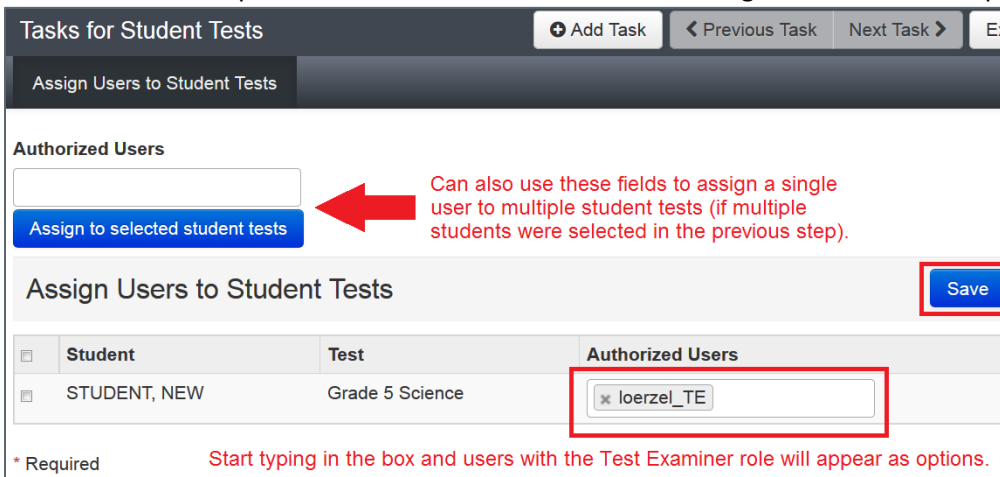 Tasks for Student Tests
Add Task
Previous Task
Next Task
Assign Users to Student Tests
Authorized Users
Can also use these fields to assign a single
user to multiple student tests (if multiple
students were selected in the previous step).
Assign to selected student tests
Assign Users to Student Tests
Save
Student Test Authorized Users
STUDENT, NEW Grade 5 Science × loerzel_TE
* Required
Start typing in the box and users with the Test Examiner role will appear as options.